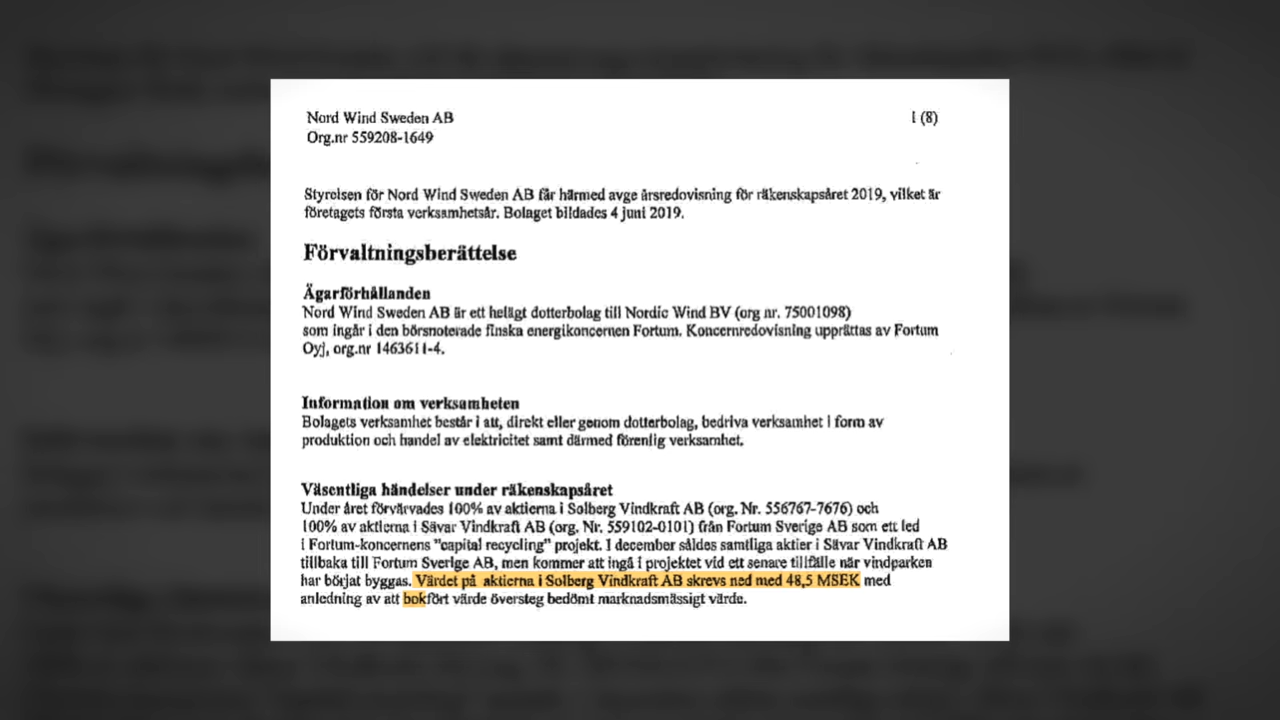 Nord Wind Sweden AB
1 (8)
Org.nr 559208-1649
Styrelsen för Nord Wind Sweden AB får härmed avge årsredovisning för räkenskapsåret 2019, vilket är
företagets första verksamhetsår. Bolaget bildades 4 juni 2019.
Förvaltningsberättelse
Ägarförhållanden
Nord Wind Sweden AB är ett helägt dotterbolag till Nordic Wind BV (org nr. 75001098)
som ingår i den börsnoterade finska energikoncernen Fortum. Koncernredovisning upprättas av Fortum
Oyj, org.nr 1463611-4.
Information om verksamheten
Bolagets verksamhet består i att, direkt eller genom dotterbolag, bedriva verksamhet i form av
produktion och handel av elektricitet samt därmed förenlig verksamhet.
Väsentliga händelser under räkenskapsåret
Under året förvärvades 100% av aktierna i Solberg Vindkraft AB (org. Nr. 556767-7676) och
100% av aktierna i Sävar Vindkraft AB (org. Nr. 559102-0101) från Fortum Sverige AB som ett led
i Fortum-koncernens "capital recycling" projekt. I december såldes samtliga aktier i Sävar Vindkraft AB
tillbaka till Fortum Sverige AB, men kommer att ingå i projektet vid ett senare tillfälle när vindparken
har börjat byggas. Värdet på aktierna i Solberg Vindkraft AB skrevs ned med 48,5 MSEK med
anledning av att bokfört värde översteg bedömt marknadsmässigt värde.